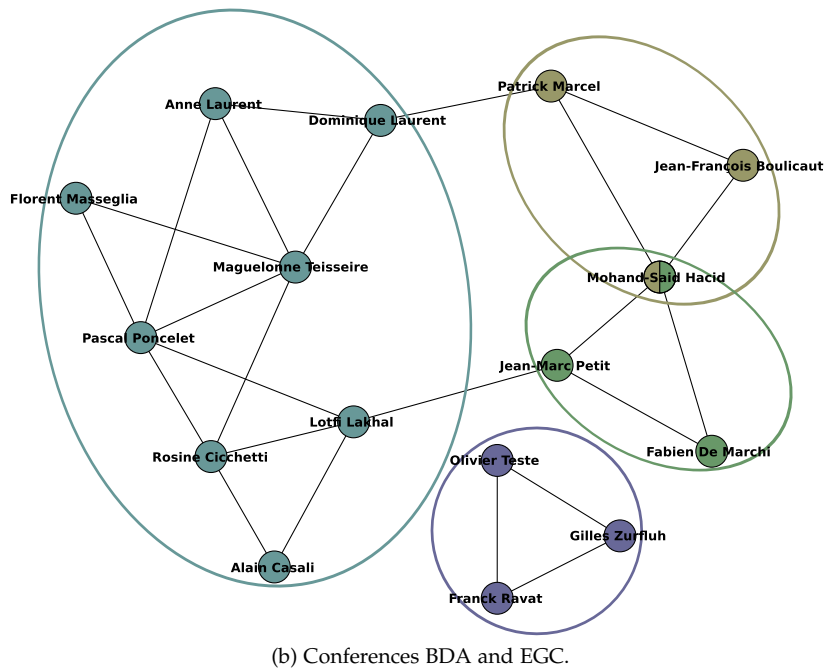 Patrick Marcel
Anne Laurent
Dominique Laurent
Jean-François Boulicaut
Florent Masseglia
Maguelonne Teisseire
Mohand-Saïd Hacid
Pascal Poncelet
Jean-Marc Petit
Lotfi Lakhal
Fabien De Marchi
Rosine Cicchetti
Olivier Teste
Gilles Zurfluh
Alain Casali
Franck Ravat
(b) Conferences BDA and EGC.